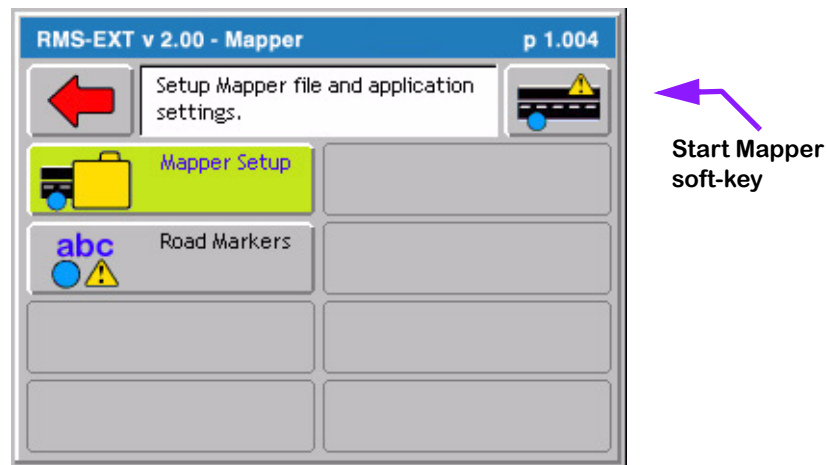 RMS-EXT v 2.00 - Mapper p 1.004
Setup Mapper file and application
settings.
Start Mapper
soft-key
Mapper Setup
abc
Road Markers